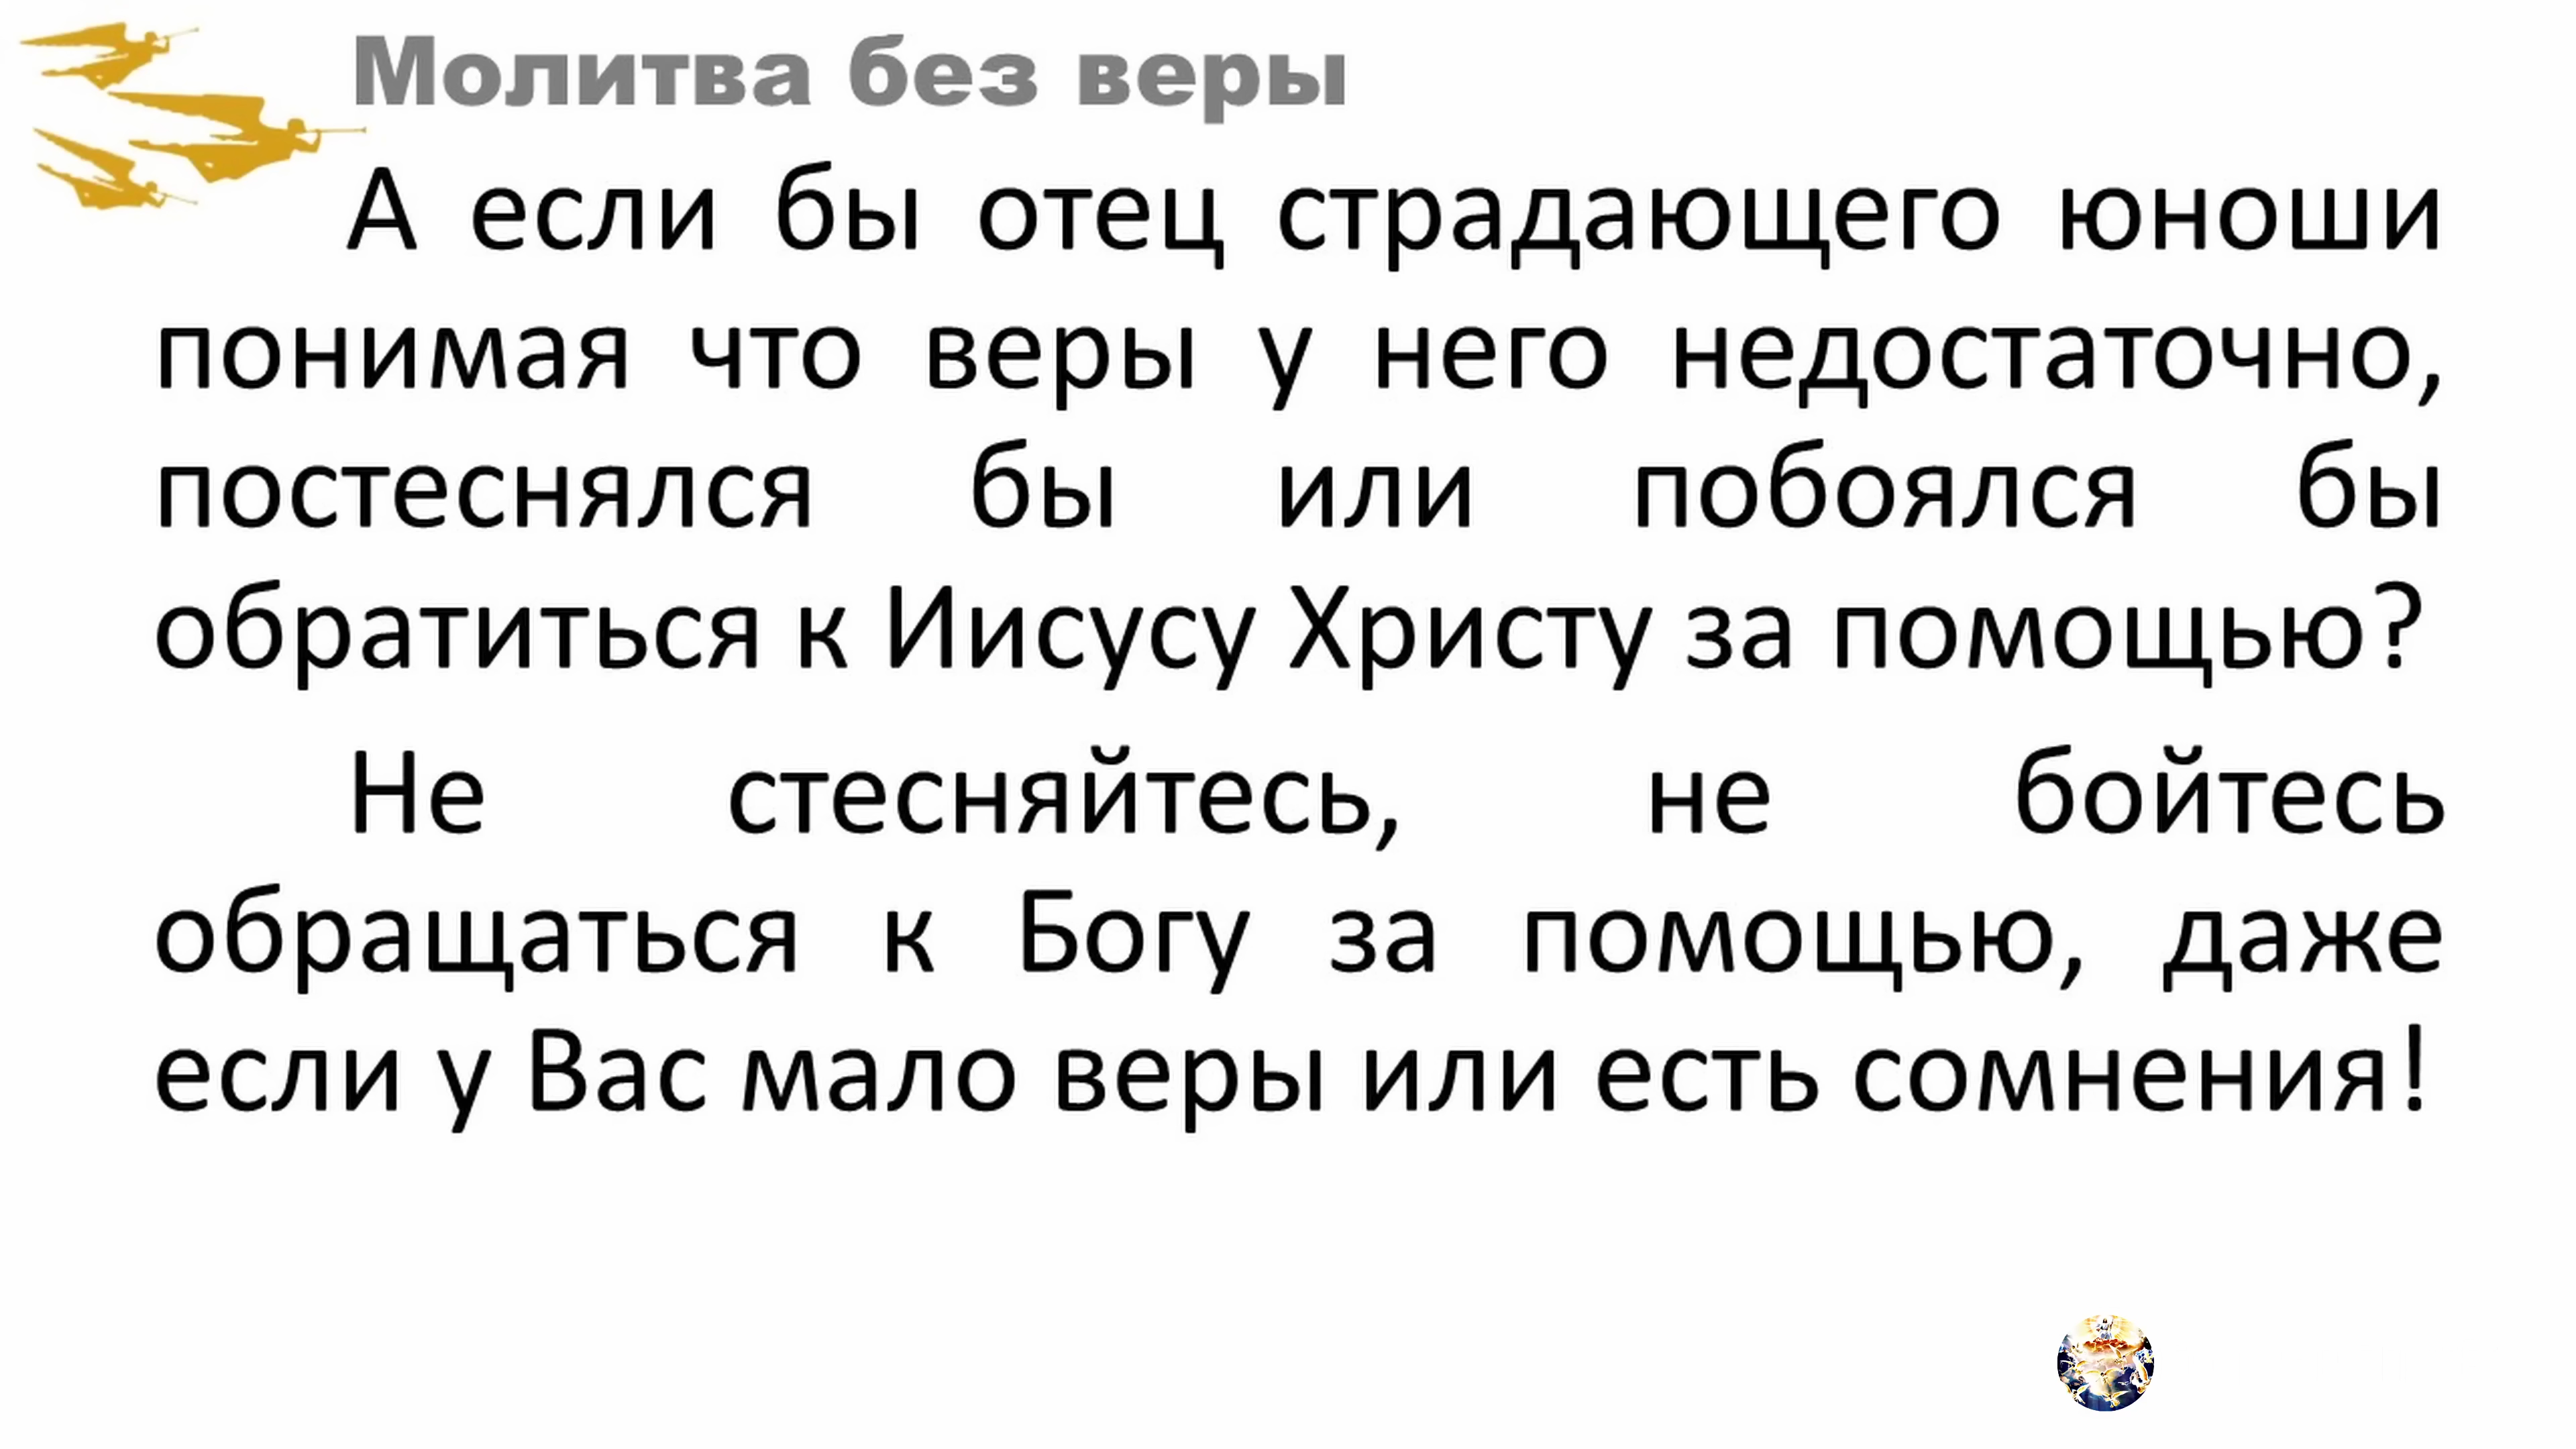 Молитва без веры
А если бы отец страдающего юноши
понимая что веры у него недостаточно,
постеснялся бы или побоялся бы
обратиться к Иисусу Христу за помощью?
Не стесняйтесь, не бойтесь
обращаться к Богу за помощью, даже
если у Вас мало веры или есть сомнения!